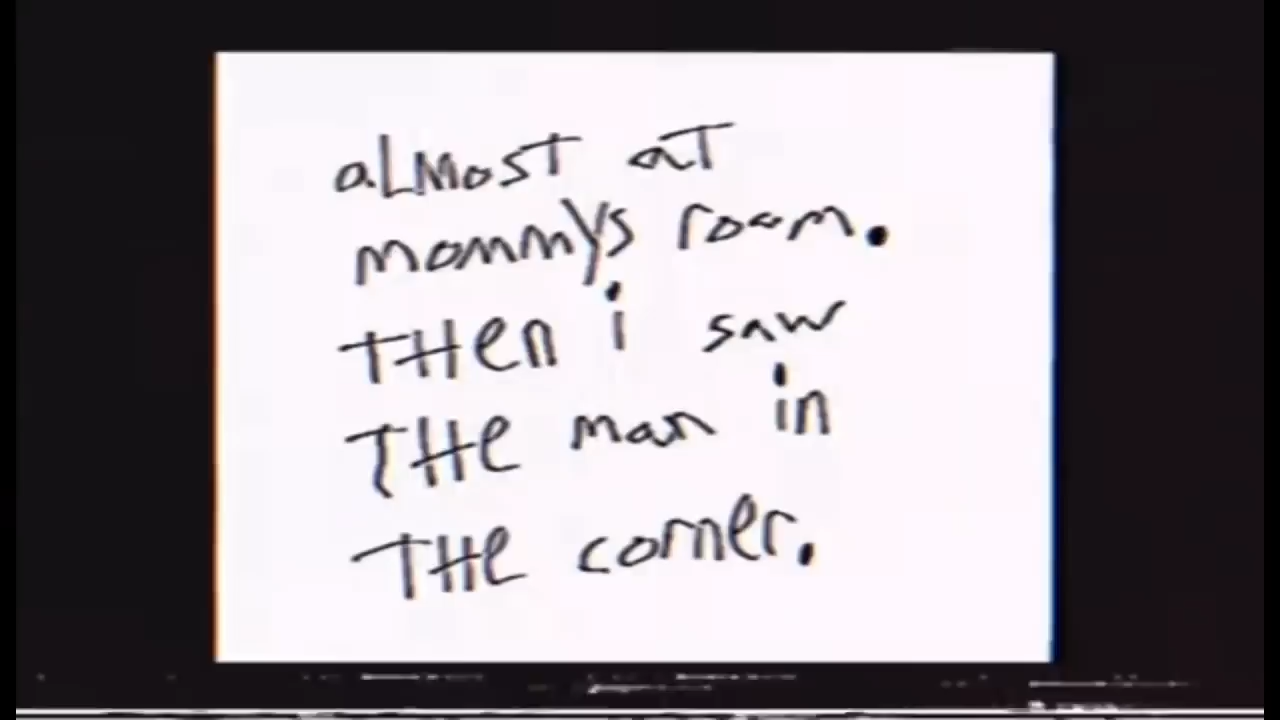 aLMosT aT
mommys room.
THen i saw
THe man in
THe corner.